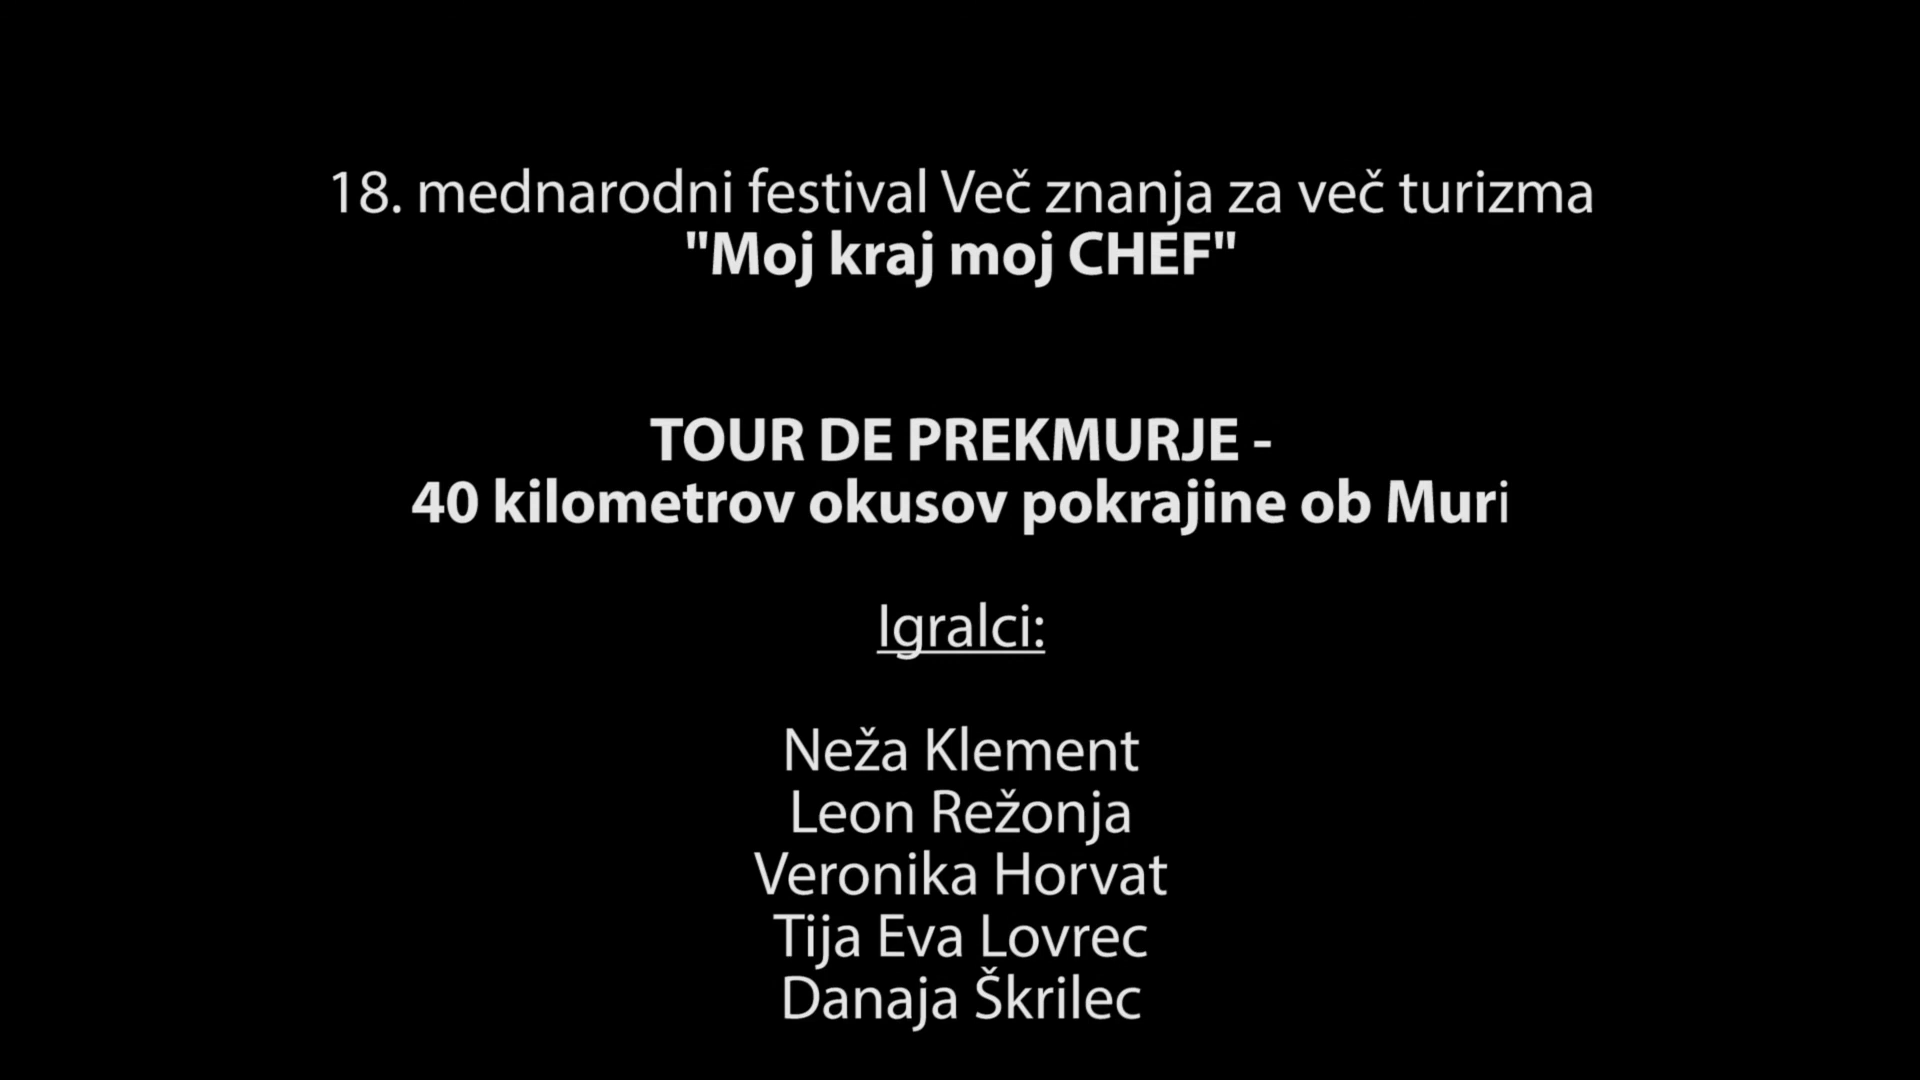 18. mednarodni festival Več znanja za več turizma
"Moj kraj moj CHEF"
TOUR DE PREKMURJE -
40 kilometrov okusov pokrajine ob Muri
Igralci:
Neža Klement
Leon Režonja
Veronika Horvat
Tija Eva Lovrec
Danaja Škrilec